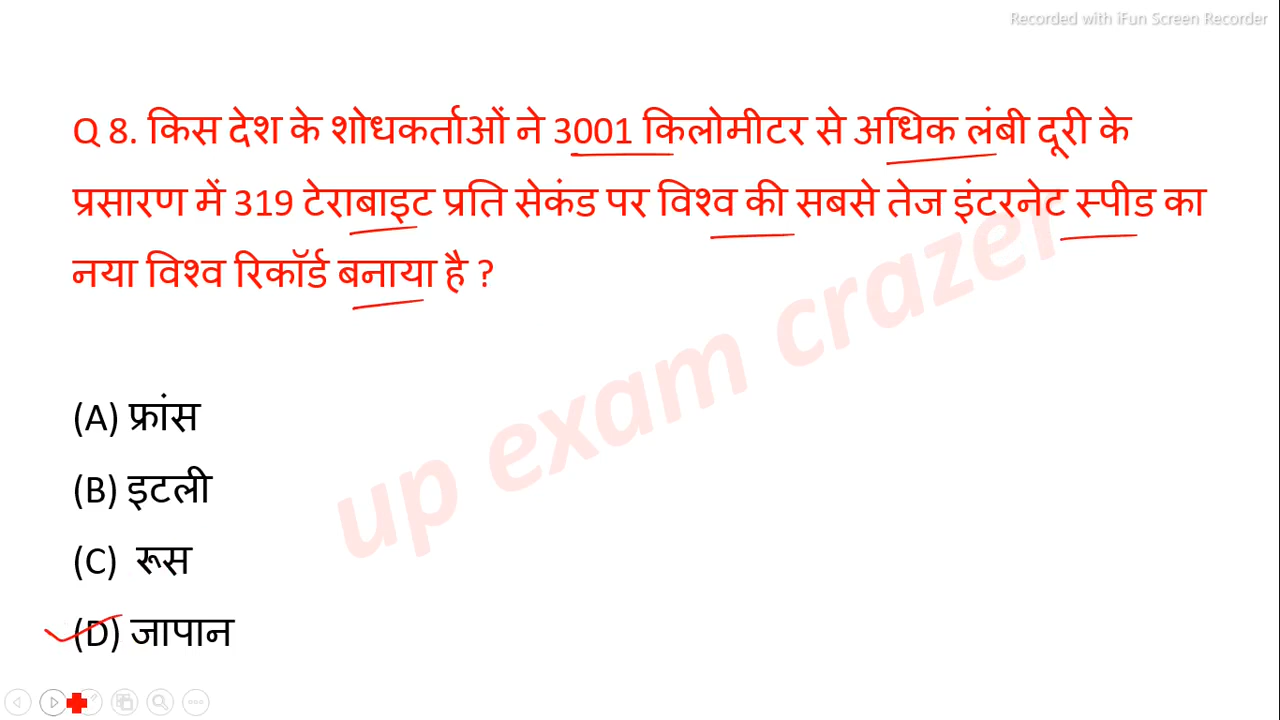 Recorded with iFun Screen Recorder
Q 8. किस देश के शोधकर्ताओं ने 3001 किलोमीटर से अधिक लंबी दूरी के
प्रसारण में 319 टेराबाइट प्रति सेकंड पर विश्व की सबसे तेज इंटरनेट स्पीड का
नया विश्व रिकॉर्ड बनाया है ?
up exam crazer
(A) फ्रांस
(B) इटली
(C) रूस
(D) जापान